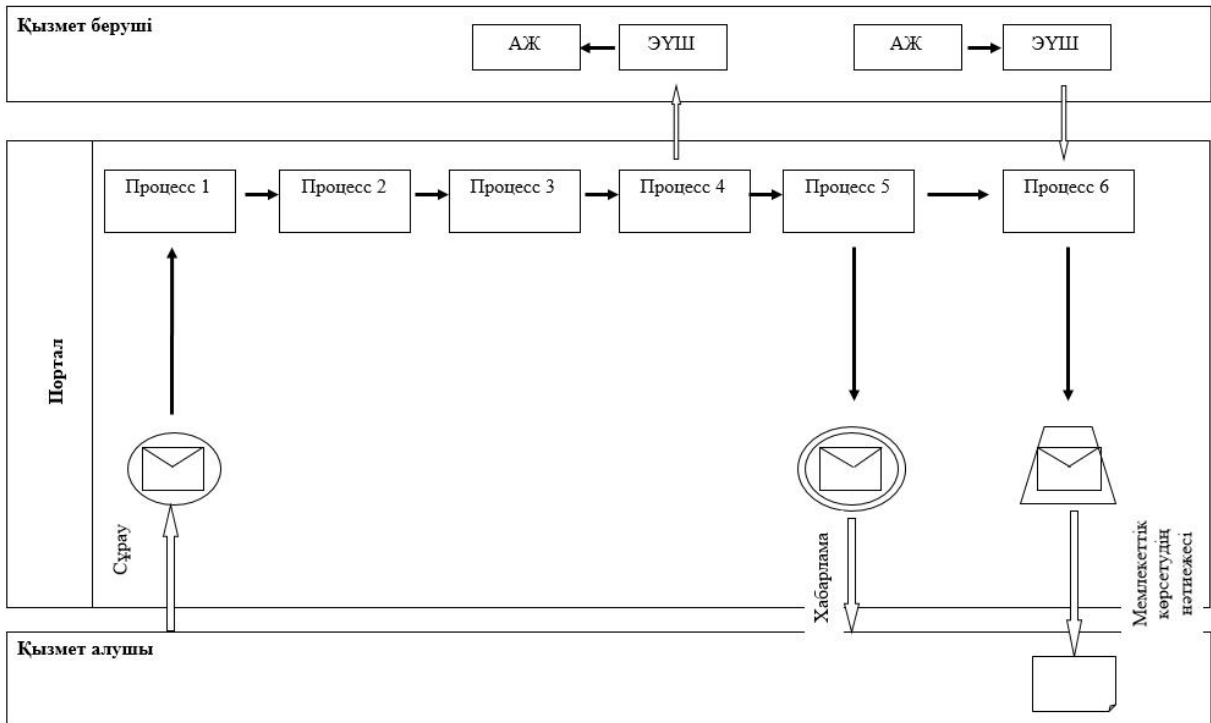 Қызмет беруші
АЖ
ЭҮШ
АЖ
ЭҮШ
Портал
Процесс 1
Процесс 2
Процесс 3
Процесс 4
Процесс 5
Процесс 6
Сұрау
Хабарлама
Мемлекеттік
көрсетудің
нәтиежесі
Қызмет алушы